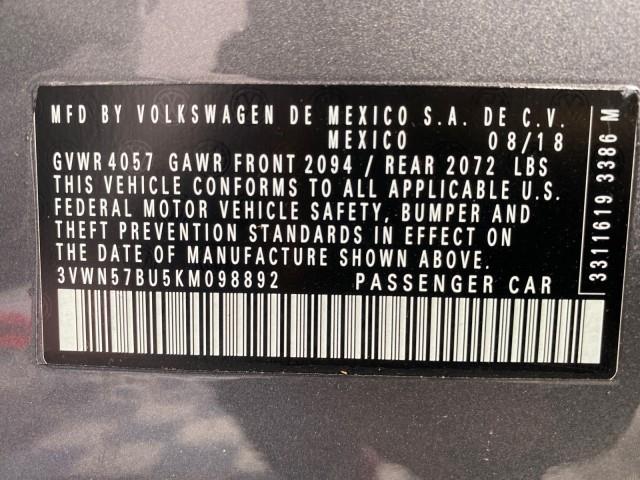 MFD BY VOLKSWAGEN DE MEXICO S.A. DE C.V.
MEXICO 08/18
GVWR 4057 GAWR FRONT 2094 / REAR 2072 LBS
THIS VEHICLE CONFORMS TO ALL APPLICABLE U.S.
FEDERAL MOTOR VEHICLE SAFETY, BUMPER AND
THEFT PREVENTION STANDARDS IN EFFECT ON
THE DATE OF MANUFACTURE SHOWN ABOVE.
3VWN57BU5KM098892 PASSENGER CAR
3311619 3386 M